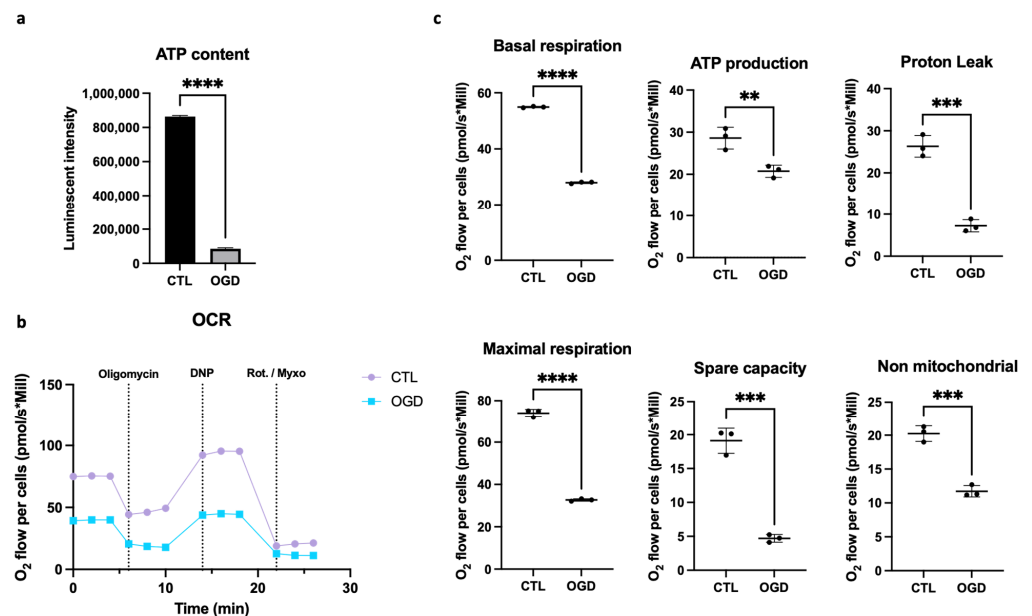 a
ATP content
****
1,000,000
800,000
600,000
400,000
200,000
0
Luminescent intensity
CTL OGD
b
OCR
Oligomycin DNP Rot. / Myxo
CTL
OGD
150
100
50
0
O2 flow per cells (pmol/s*Mill)
0 10 20 30
Time (min)
c
Basal respiration
****
60
40
20
0
O2 flow per cells (pmol/s*Mill)
CTL OGD
ATP production
**
40
30
20
10
0
O2 flow per cells (pmol/s*Mill)
CTL OGD
Proton Leak
***
40
30
20
10
0
O2 flow per cells (pmol/s*Mill)
CTL OGD
Maximal respiration
****
80
60
40
20
0
O2 flow per cells (pmol/s*Mill)
CTL OGD
Spare capacity
***
25
20
15
10
5
0
O2 flow per cells (pmol/s*Mill)
CTL OGD
Non mitochondrial
***
25
20
15
10
5
0
O2 flow per cells (pmol/s*Mill)
CTL OGD